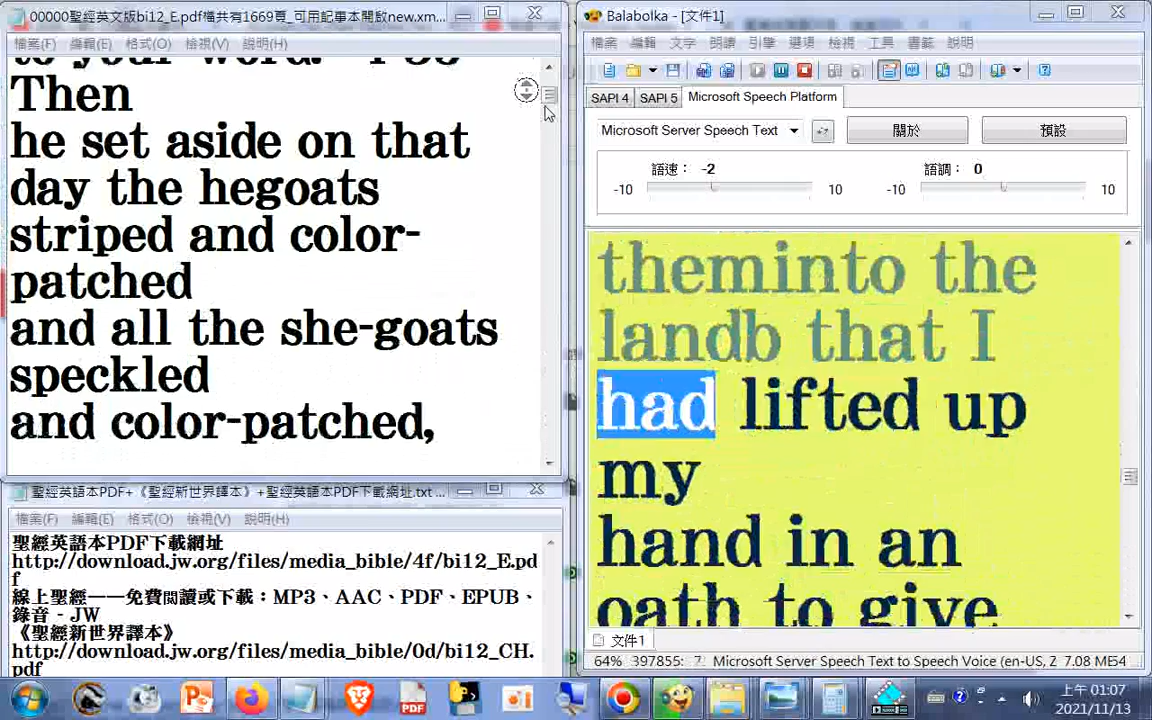 00000聖經英文版bi12_E.pdf檔共有1669頁_可用記事本開啟new.xm...
檔案(F) 編輯(E) 格式(O) 檢視(V) 說明(H)
to your word."
Then
he set aside on that
day the hegoats
striped and color-
patched
and all the she-goats
speckled
and color-patched,
聖經英語本PDF+《聖經新世界譯本》+聖經英語本PDF下載網址.txt ...
檔案(F) 編輯(E) 格式(O) 檢視(V) 說明(H)
聖經英語本PDF下載網址
http://download.jw.org/files/media_bible/4f/bi12_E.pd
f
線上聖經──免費閱讀或下載：MP3、AAC、PDF、EPUB、
錄音 - JW
《聖經新世界譯本》
http://download.jw.org/files/media_bible/0d/bi12_CH.
pdf
Balabolka - [文件1]
檔案 編輯 文字 朗讀 引擎 選項 檢視 工具 書籤 說明
SAPI 4 SAPI 5 Microsoft Speech Platform
Microsoft Server Speech Text 關於 預設
語速： -2 語調： 0
-10 10 -10 10
theminto the
landb that I
had lifted up
my
hand in an
oath to give
文件1
64% 397855: 7 Microsoft Server Speech Text to Speech Voice (en-US, Z 7.08 ME54
上午 01:07
2021/11/13